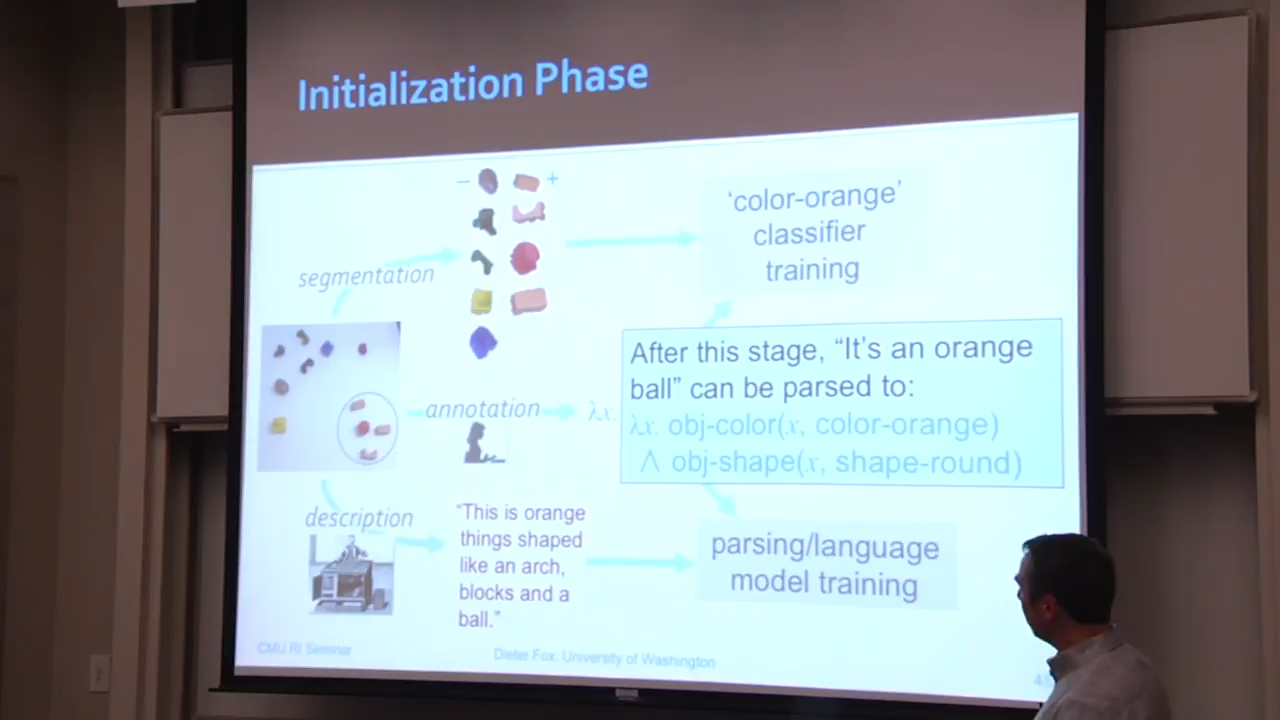 Initialization Phase
– +
segmentation
'color-orange'
classifier
training
annotation
λx.
After this stage, "It's an orange
ball" can be parsed to:
λx. obj-color(x, color-orange)
∧ obj-shape(x, shape-round)
description
"This is orange
things shaped
like an arch,
blocks and a
ball."
parsing/language
model training
CMU RI Seminar
Dieter Fox: University of Washington